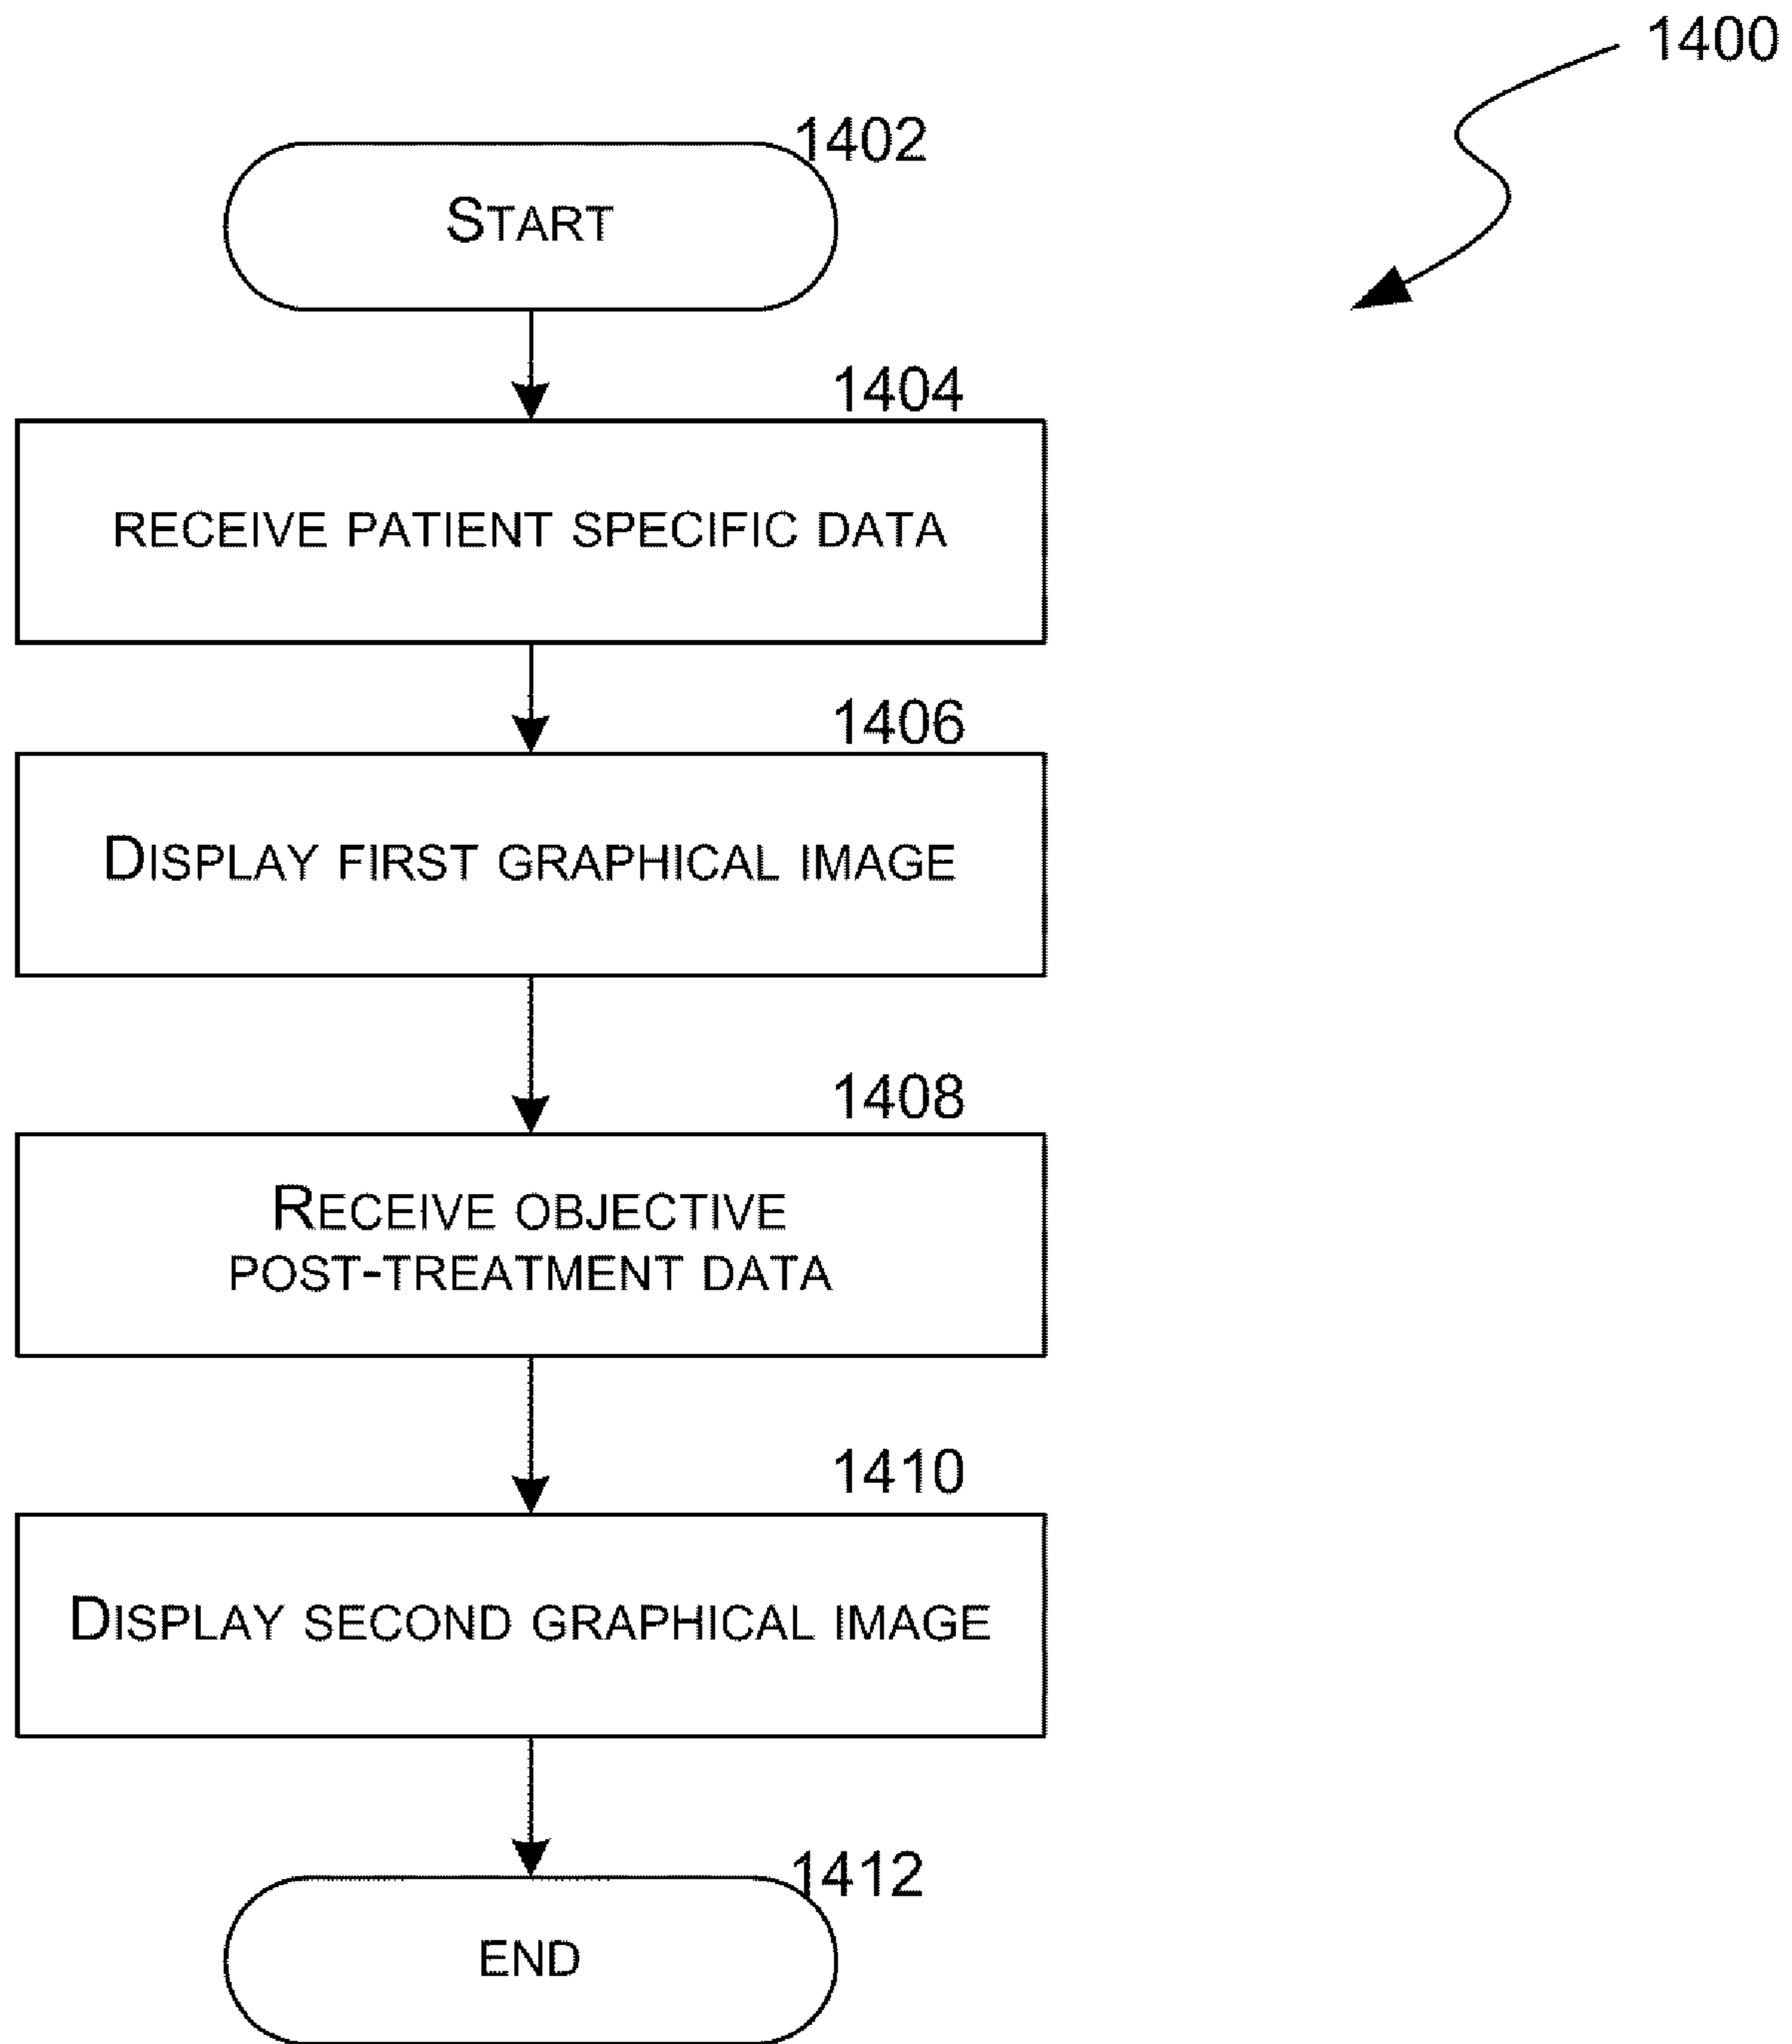 1400
1402
START
1404
RECEIVE PATIENT SPECIFIC DATA
1406
DISPLAY FIRST GRAPHICAL IMAGE
1408
RECEIVE OBJECTIVE
POST-TREATMENT DATA
1410
DISPLAY SECOND GRAPHICAL IMAGE
1412
END